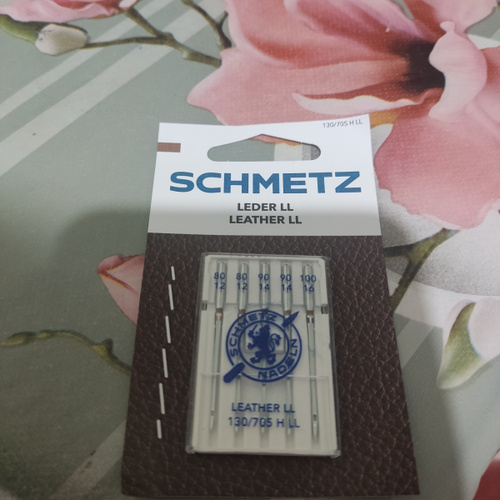 130/705 H LL
SCHMETZ
LEDER LL
LEATHER LL
80 80 90 90 100
12 12 14 14 16
SCHMETZ
NADELN
LEATHER LL
130/705 H LL